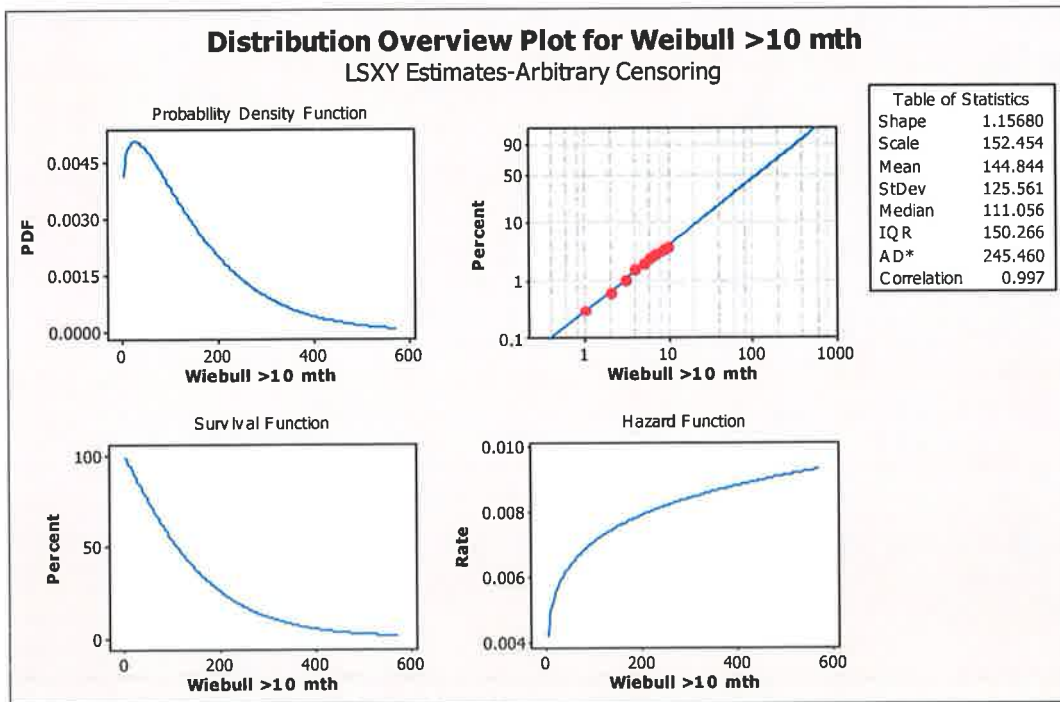 Distribution Overview Plot for Weibull >10 mth
LSXY Estimates-Arbitrary Censoring
Probability Density Function
0.0045
0.0030
0.0015
0.0000
PDF
0 200 400 600
Wiebull >10 mth
90
50
10
1
0.1
Percent
1 10 100 1000
Wiebull >10 mth
Table of Statistics
Shape 1.15680
Scale 152.454
Mean 144.844
StDev 125.561
Median 111.056
IQR 150.266
AD* 245.460
Correlation 0.997
Survival Function
100
50
0
Percent
0 200 400 600
Wiebull >10 mth
Hazard Function
0.010
0.008
0.006
0.004
Rate
0 200 400 600
Wiebull >10 mth